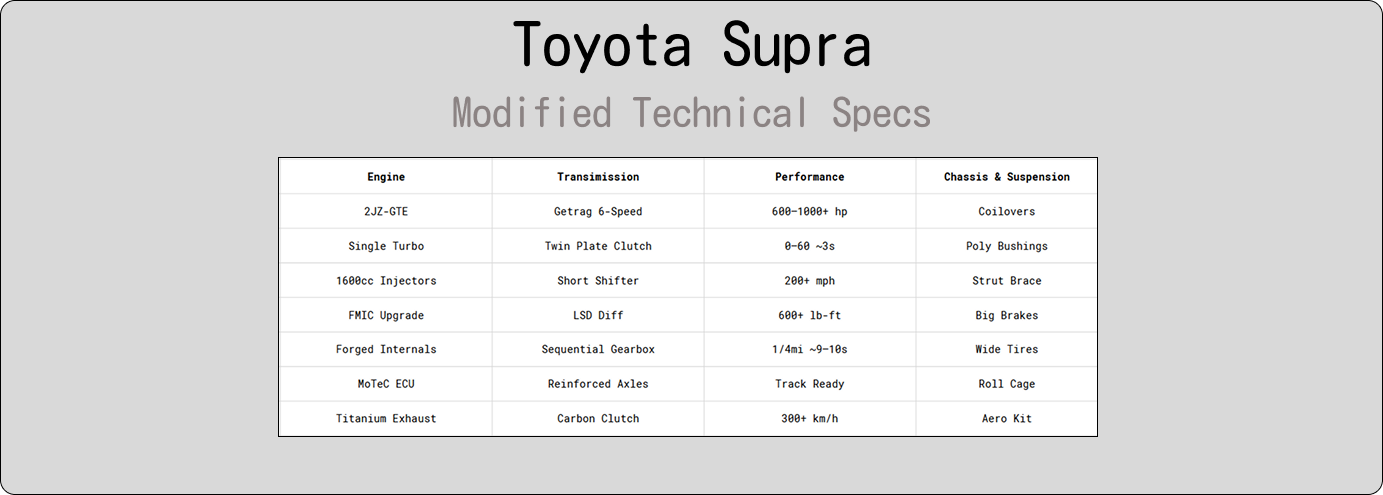 Toyota Supra
Modified Technical Specs
Engine Transimission Performance Chassis & Suspension
2JZ-GTE Getrag 6-Speed 600–1000+ hp Coilovers
Single Turbo Twin Plate Clutch 0–60 ~3s Poly Bushings
1600cc Injectors Short Shifter 200+ mph Strut Brace
FMIC Upgrade LSD Diff 600+ lb-ft Big Brakes
Forged Internals Sequential Gearbox 1/4mi ~9–10s Wide Tires
MoTeC ECU Reinforced Axles Track Ready Roll Cage
Titanium Exhaust Carbon Clutch 300+ km/h Aero Kit